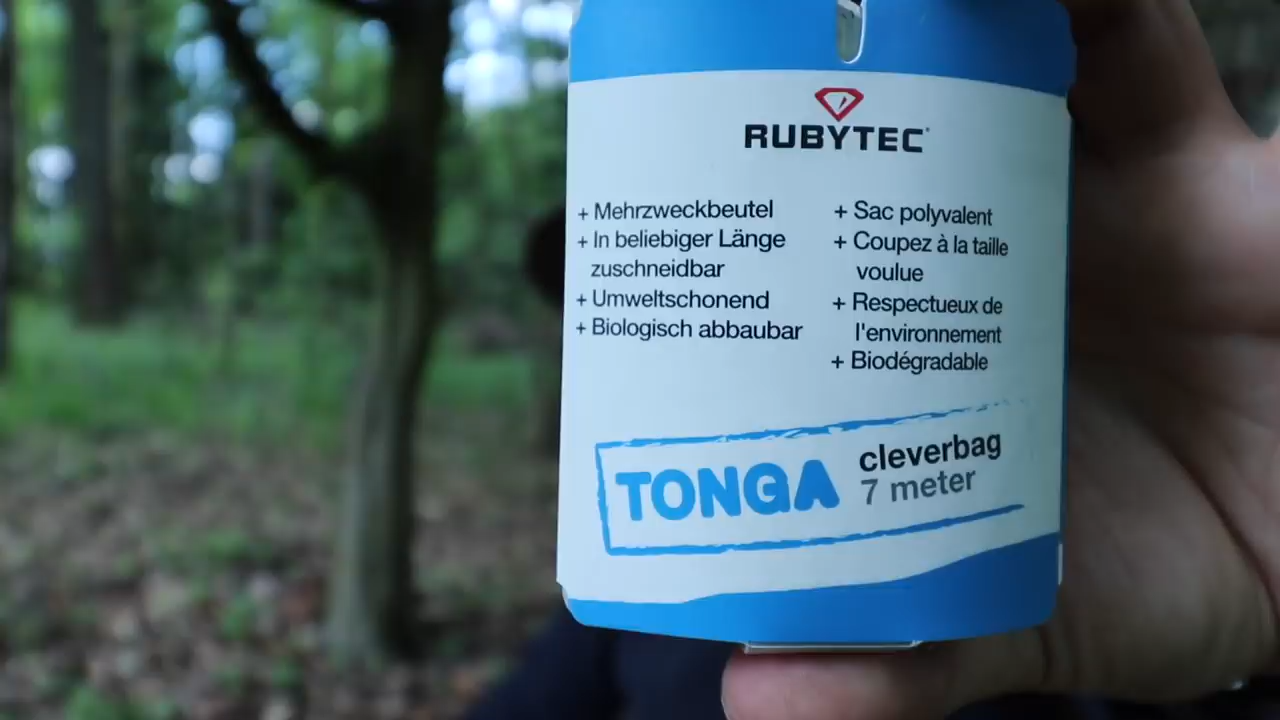 RUBYTEC
+ Mehrzweckbeutel
+ In beliebiger Länge
zuschneidbar
+ Umweltschonend
+ Biologisch abbaubar
+ Sac polyvalent
+ Coupez à la taille
voulue
+ Respectueux de
l'environnement
+ Biodégradable
TONGA
cleverbag
7 meter